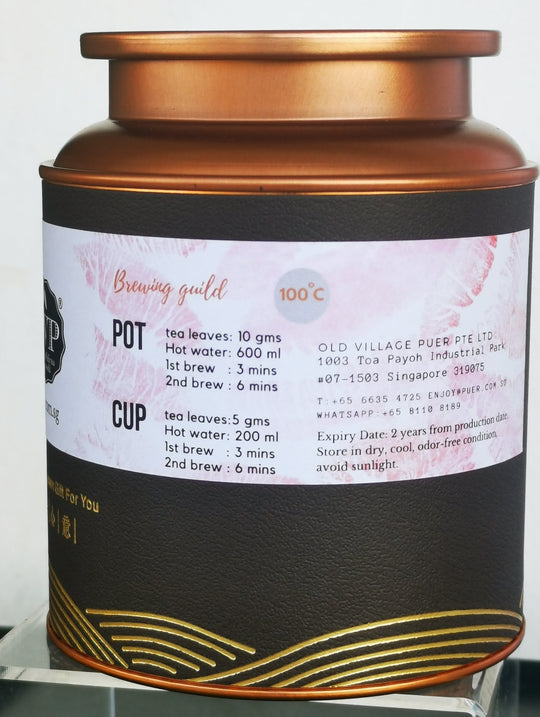 Brewing guild
100°C
POT
tea leaves: 10 gms
Hot water: 600 ml
1st brew : 3 mins
2nd brew : 6 mins
CUP
tea leaves:5 gms
Hot water: 200 ml
1st brew : 3 mins
2nd brew : 6 mins
OLD VILLAGE PUER PTE LTD
1003 Toa Payoh Industrial Park
#07-1503 Singapore 319075
T:+65 6635 4725 ENJOY@PUER.COM.SG
WHATSAPP:+65 8110 8189
Expiry Date: 2 years from production date.
Store in dry, cool, odor-free condition,
avoid sunlight.
®
P
.sg
Gift For You
意